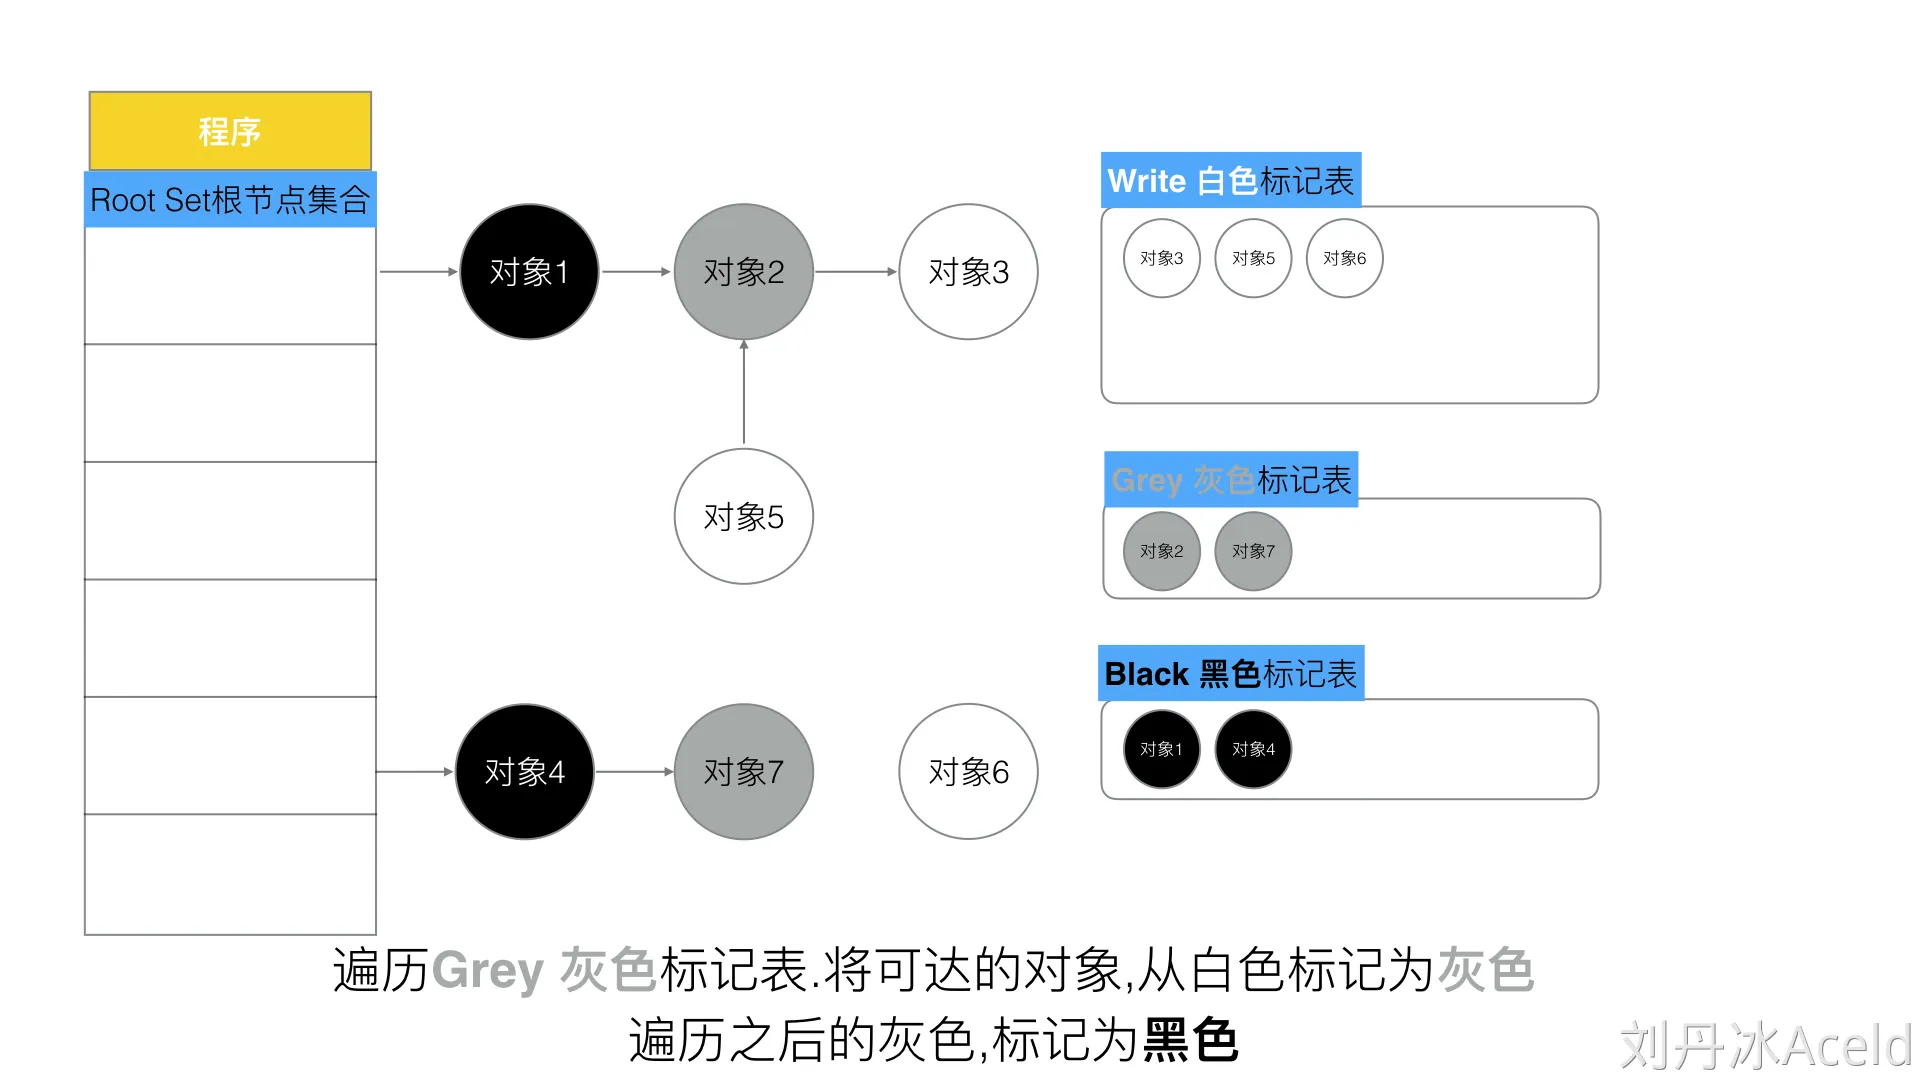 程序
Root Set根节点集合
对象1
对象2
对象3
对象5
对象4
对象7
对象6
Write 白色标记表
对象3
对象5
对象6
Grey 灰色标记表
对象2
对象7
Black 黑色标记表
对象1
对象4
遍历Grey 灰色标记表.将可达的对象,从白色标记为灰色
遍历之后的灰色,标记为黑色
刘丹冰Aceld